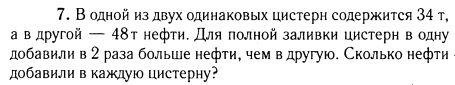 7. В одной из двух одинаковых цистерн содержится 34 т,
а в другой — 48 т нефти. Для полной заливки цистерн в одну
добавили в 2 раза больше нефти, чем в другую. Сколько нефти
добавили в каждую цистерну?